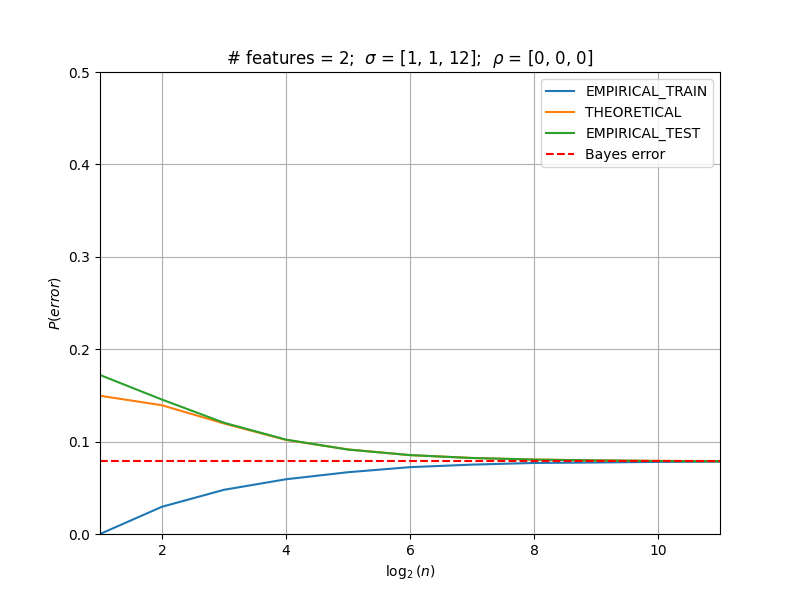 # features = 2; σ = [1, 1, 12]; ρ = [0, 0, 0]
0.5
0.4
0.3
0.2
0.1
0.0
P(error)
EMPIRICAL_TRAIN
THEORETICAL
EMPIRICAL_TEST
Bayes error
2 4 6 8 10
log₂(n)